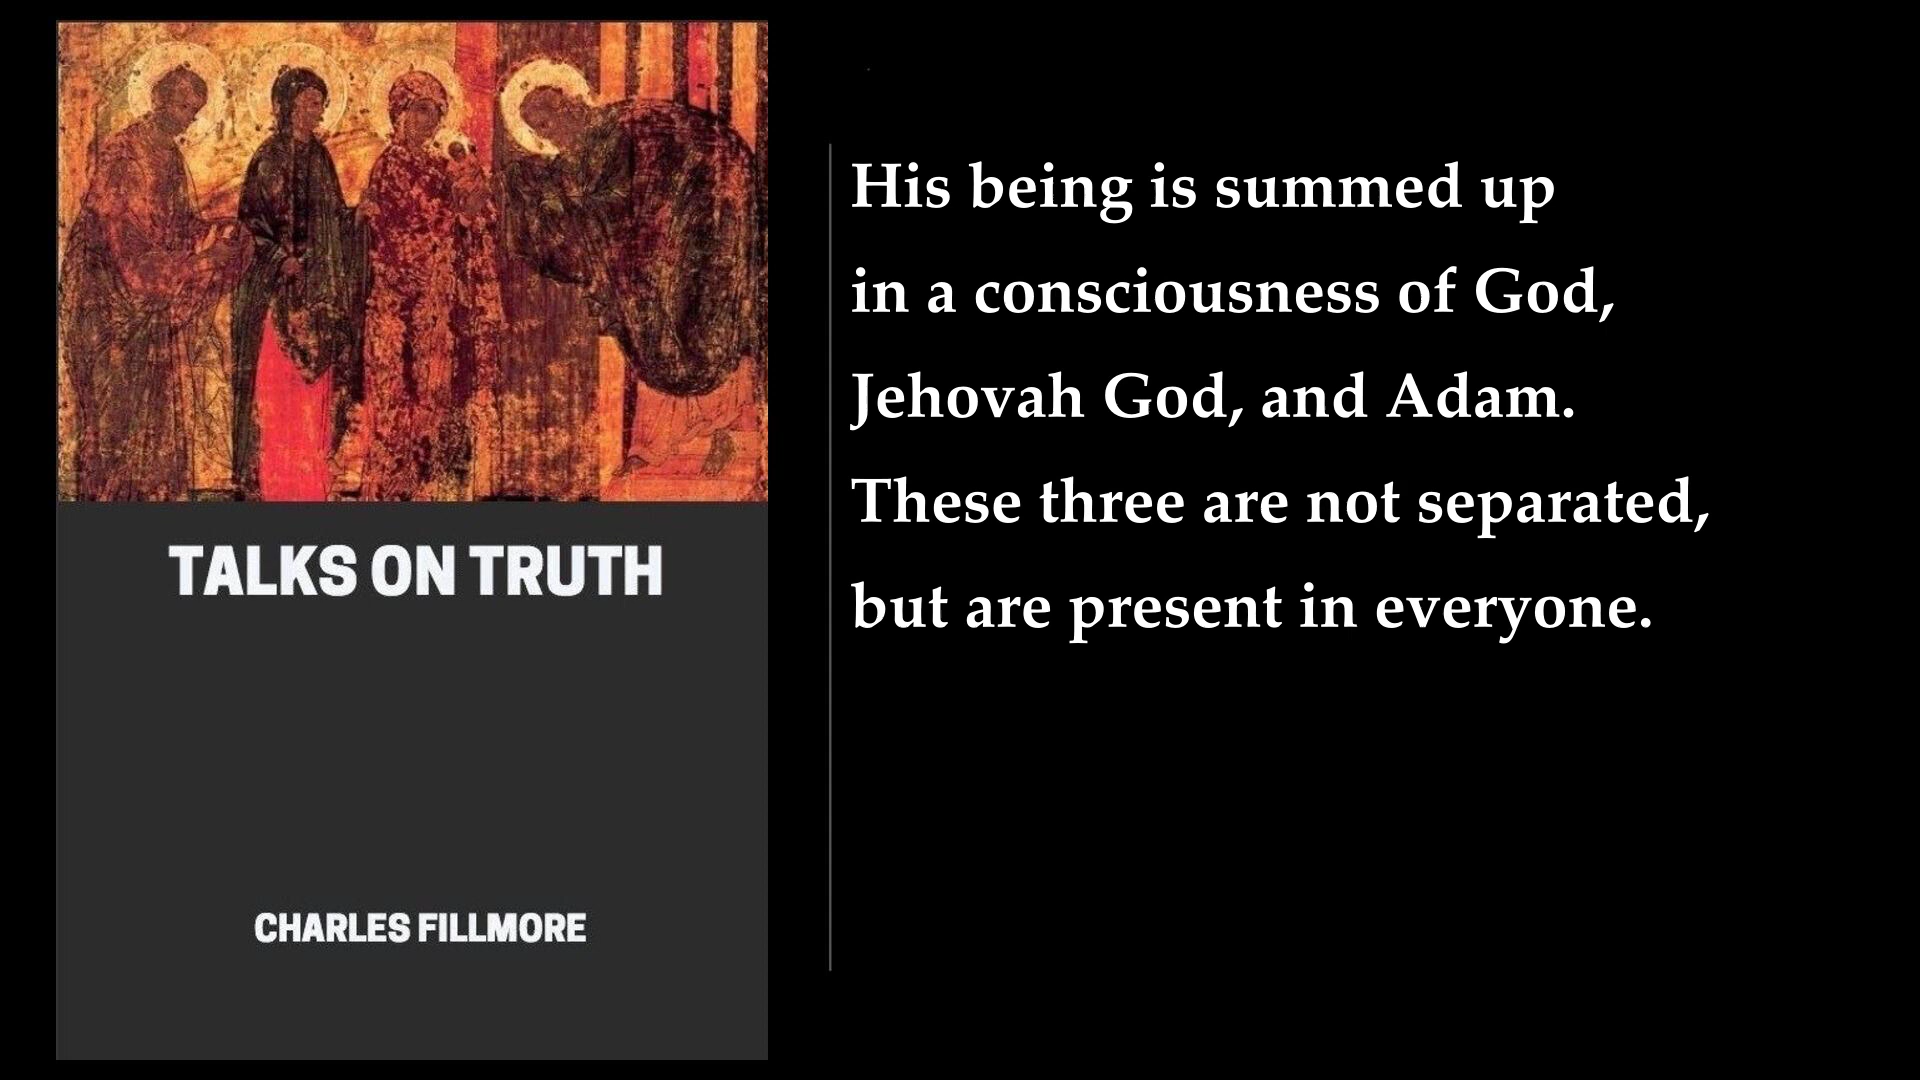 TALKS ON TRUTH
CHARLES FILLMORE
His being is summed up
in a consciousness of God,
Jehovah God, and Adam.
These three are not separated,
but are present in everyone.